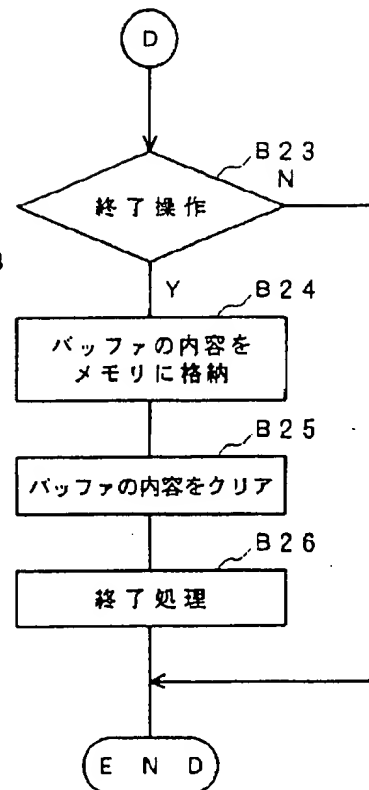 D
B23
終了操作
N
Y
B24
バッファの内容を
メモリに格納
B25
バッファの内容をクリア
B26
終了処理
END